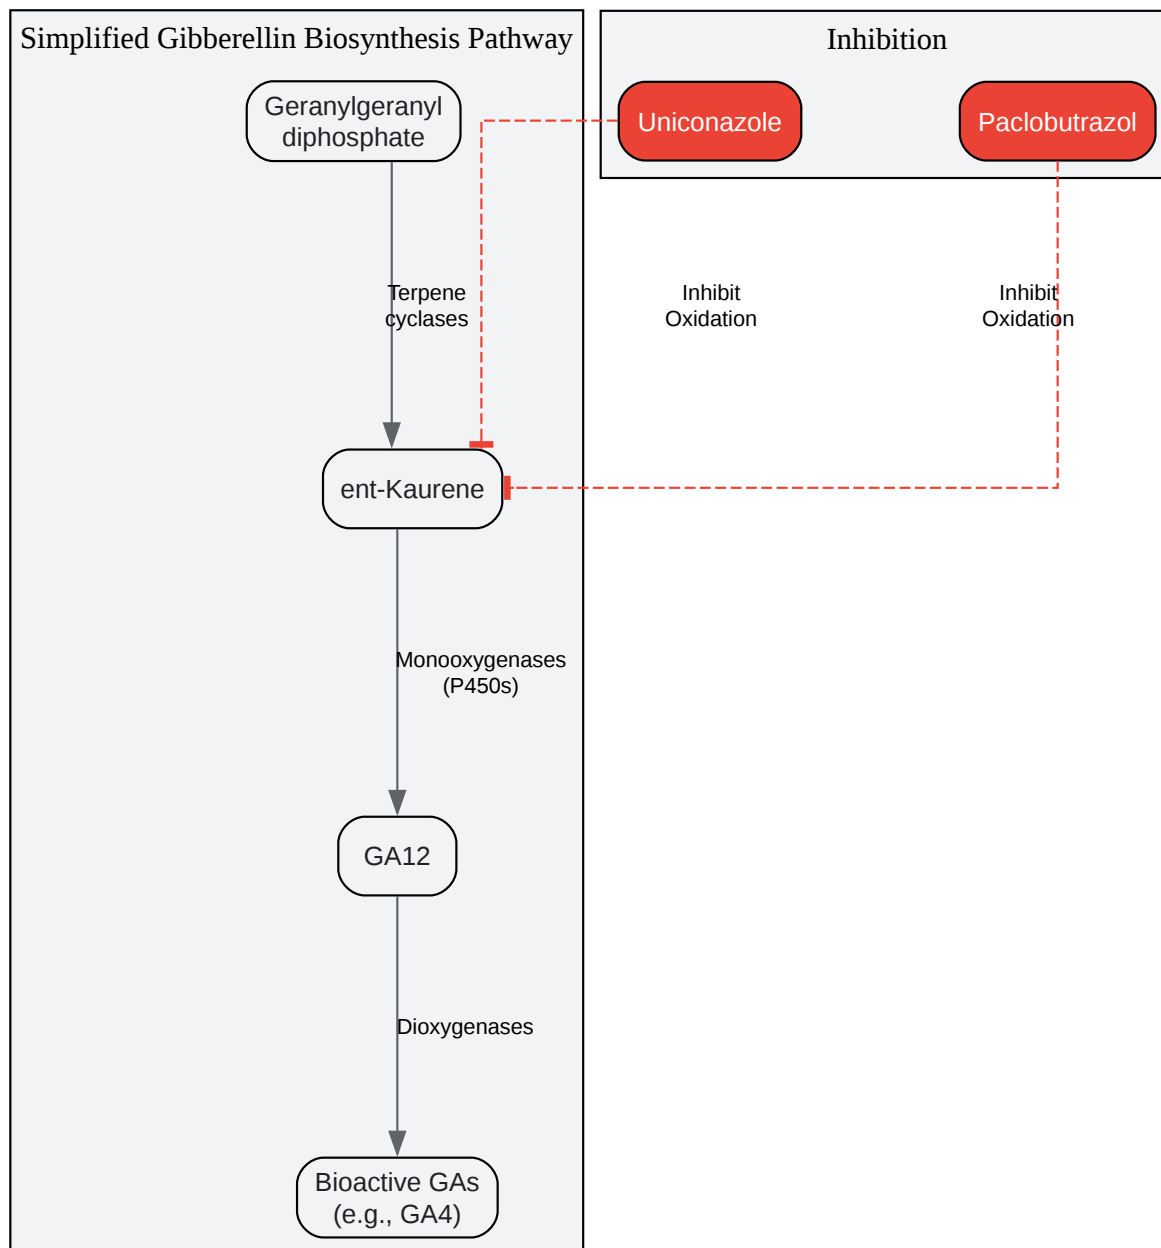 Simplified Gibberellin Biosynthesis Pathway
Inhibition
Geranylgeranyl
diphosphate
Uniconazole
Paclobutrazol
Terpene
cyclases
Inhibit
Oxidation
Inhibit
Oxidation
ent-Kaurene
Monooxygenases
(P450s)
GA12
Dioxygenases
Bioactive GAs
(e.g., GA4)